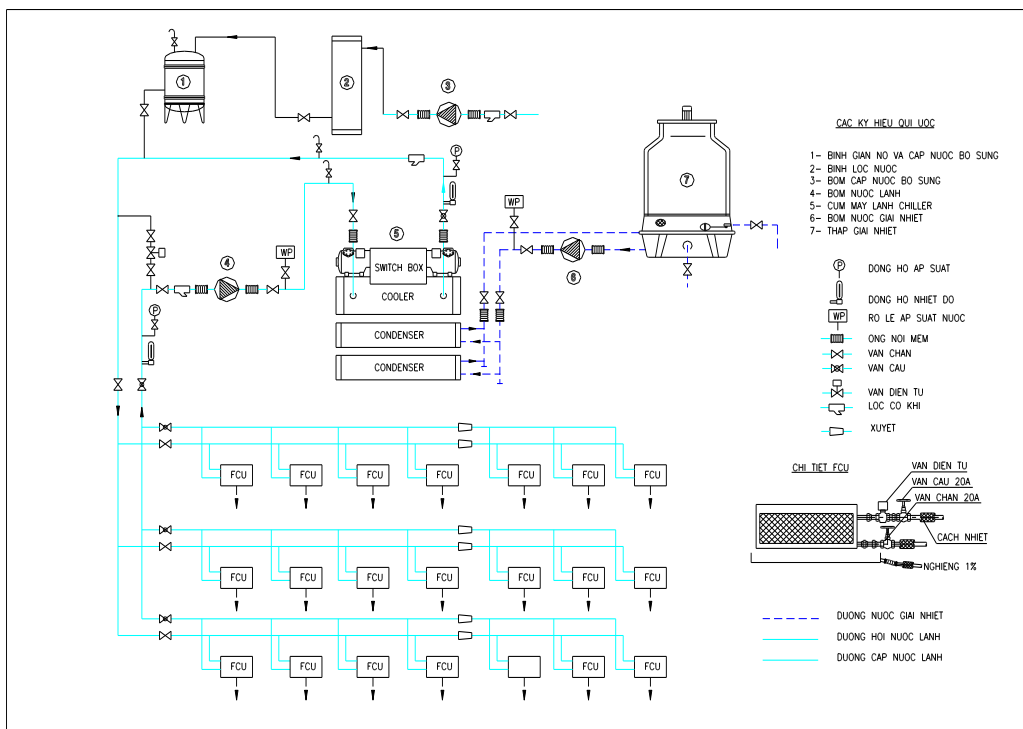 1
2
3
P
WP
4
5
6
7
WP
P
SWITCH BOX
COOLER
CONDENSER
CONDENSER
CAC KY HIEU QUI UOC
1- BINH GIAN NO VA CAP NUOC BO SUNG
2- BINH LOC NUOC
3- BOM CAP NUOC BO SUNG
4- BOM NUOC LANH
5- CUM MAY LANH CHILLER
6- BOM NUOC GIAI NHIET
7- THAP GIAI NHIET
P DONG HO AP SUAT
DONG HO NHIET DO
WP RO LE AP SUAT NUOC
ONG NOI MEM
VAN CHAN
VAN CAU
VAN DIEN TU
LOC CO KHI
XUYET
FCU FCU FCU FCU FCU FCU FCU
FCU FCU FCU FCU FCU FCU FCU
FCU FCU FCU FCU FCU FCU
CHI TIET FCU
VAN DIEN TU
VAN CAU 20A
VAN CHAN 20A
CACH NHIET
NGHIENG 1%
DUONG NUOC GIAI NHIET
DUONG HOI NUOC LANH
DUONG CAP NUOC LANH